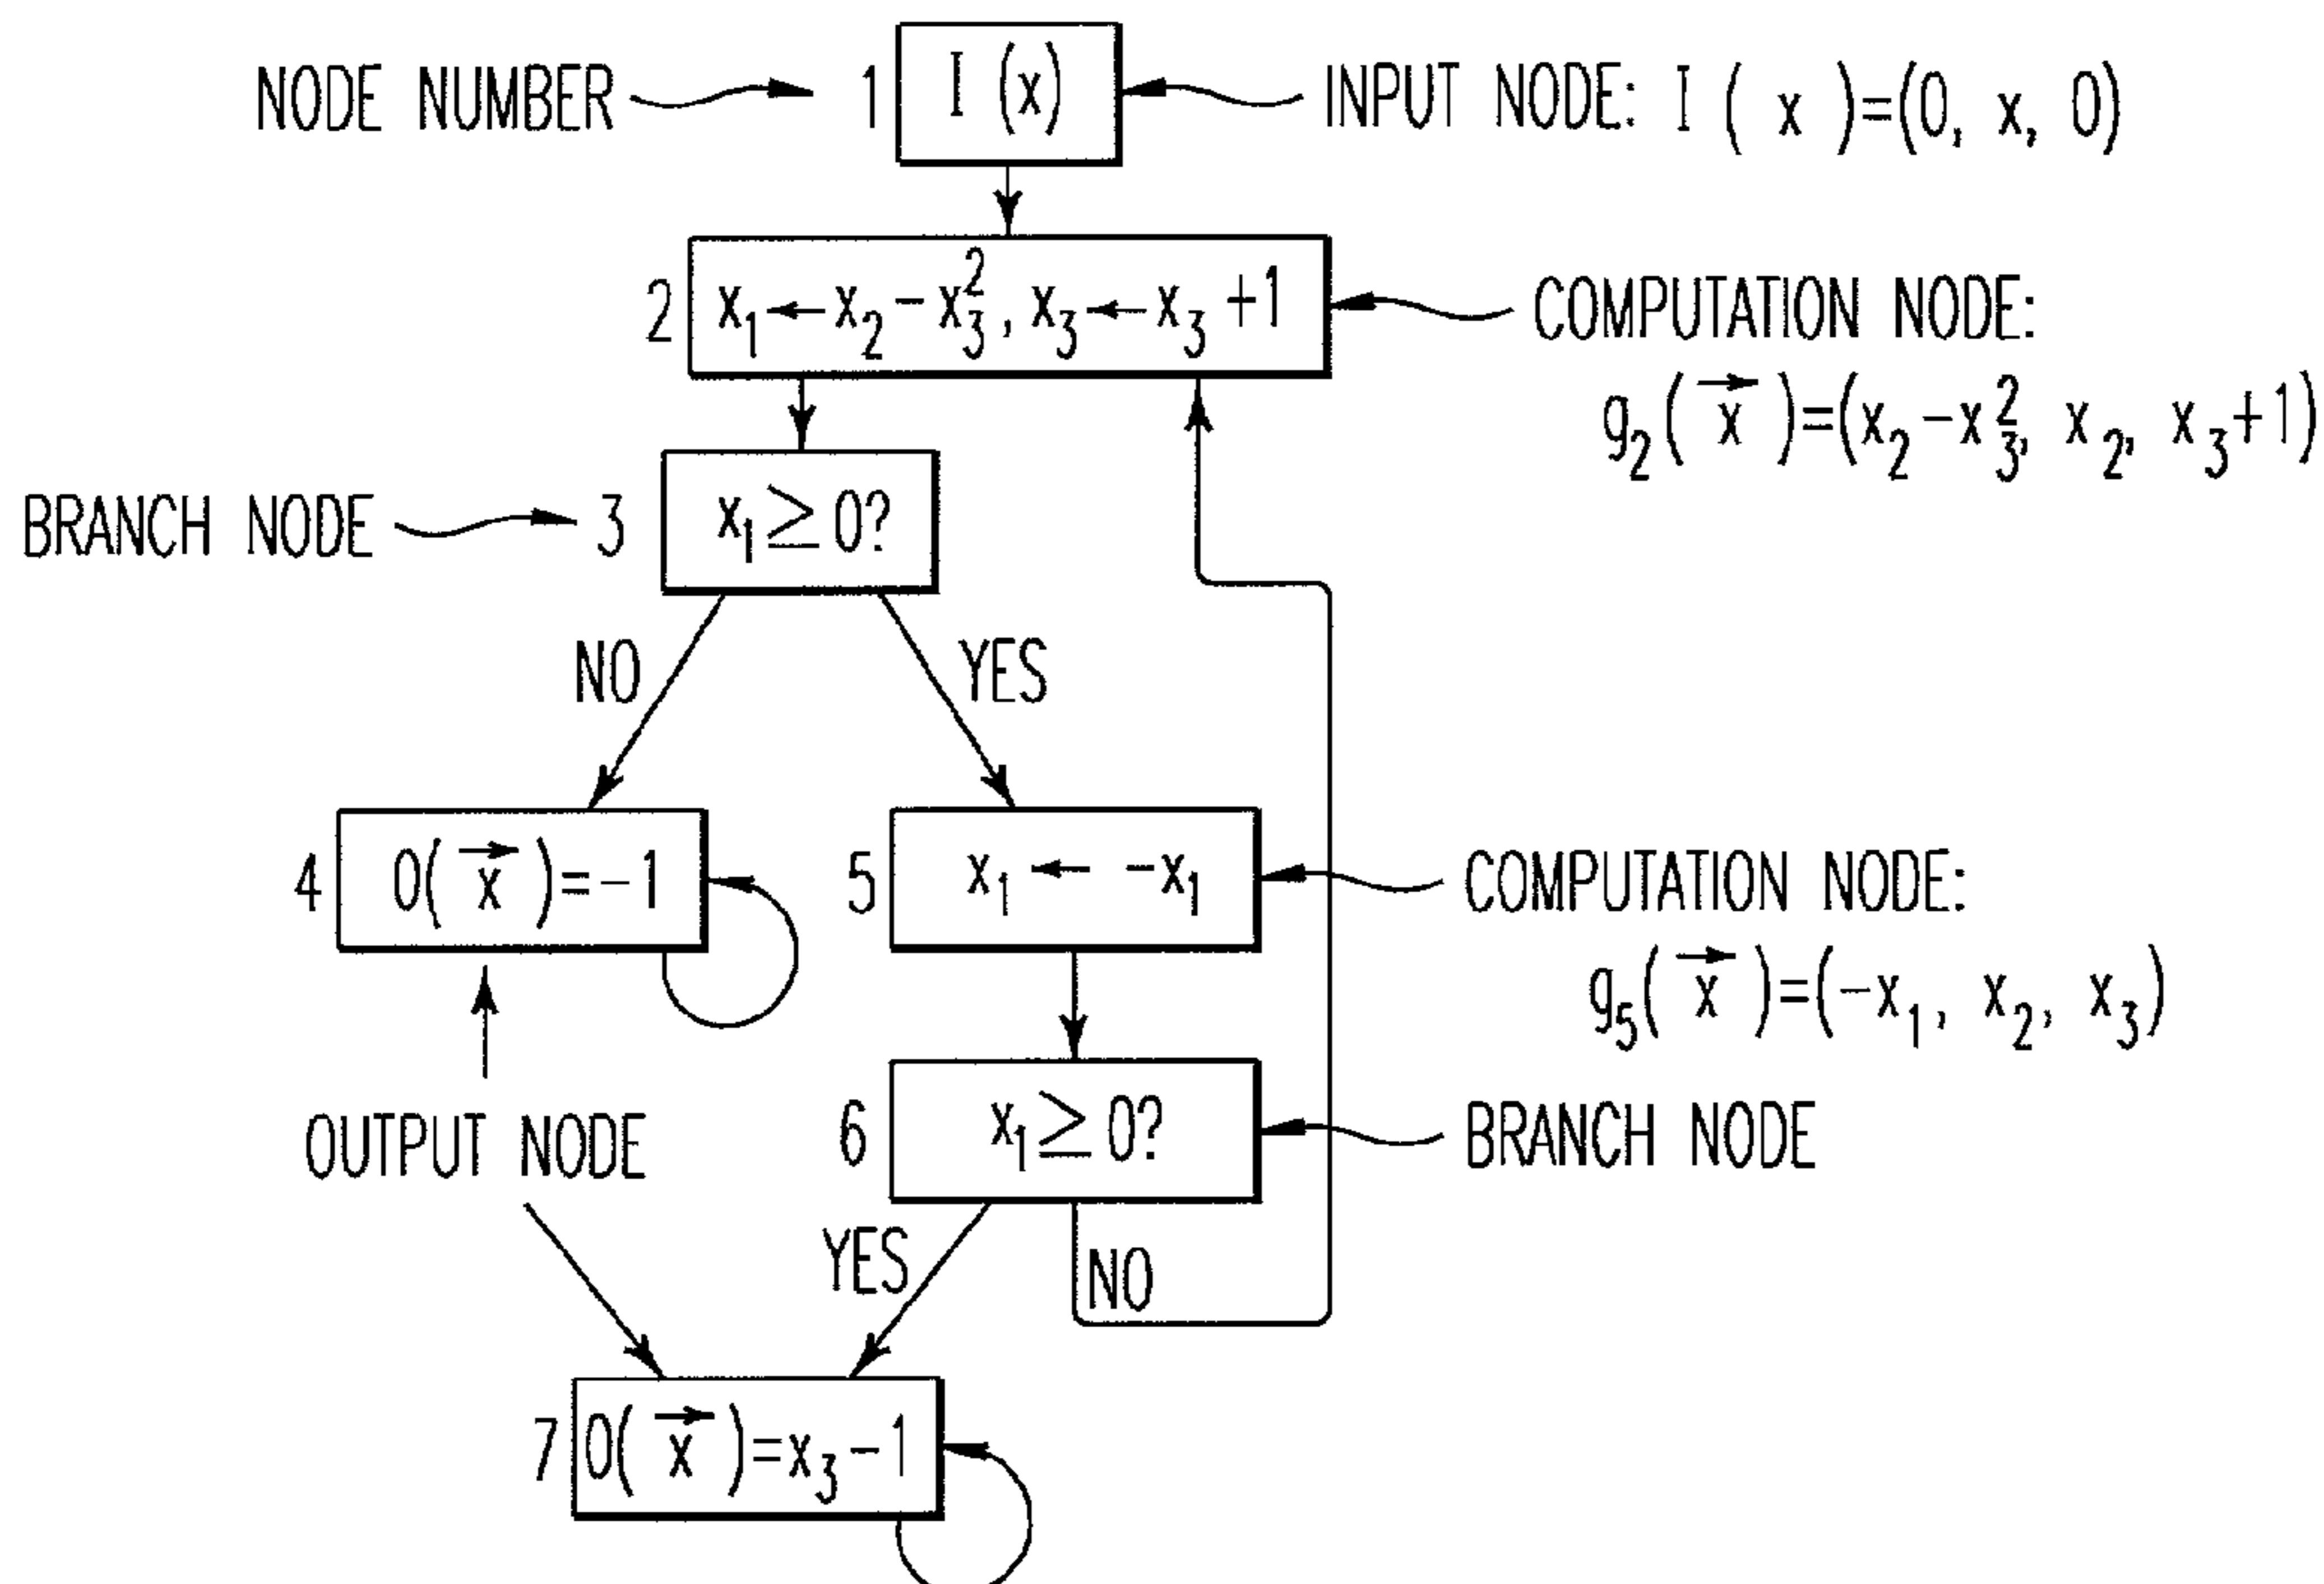 NODE NUMBER
1
I (x)
INPUT NODE: I ( x )=(0, x, 0)
2
x₁←x₂−x₃², x₃←x₃+1
COMPUTATION NODE:
g₂(x⃗)=(x₂−x₃², x₂, x₃+1)
BRANCH NODE
3
x₁≥0?
NO
YES
4
O(x⃗)=−1
5
x₁← −x₁
COMPUTATION NODE:
g₅(x⃗)=(−x₁, x₂, x₃)
OUTPUT NODE
6
x₁≥0?
BRANCH NODE
YES
NO
7
O(x⃗)=x₃−1